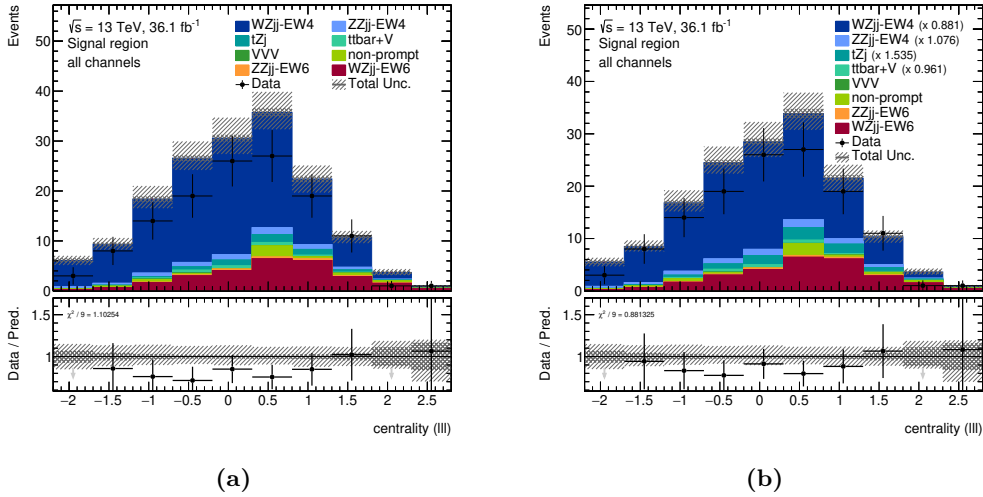 Events
50
40
30
20
10
0
√s = 13 TeV, 36.1 fb⁻¹
Signal region
all channels
WZjj-EW4
tZj
VVV
ZZjj-EW6
Data
ZZjj-EW4
ttbar+V
non-prompt
WZjj-EW6
Total Unc.
Data / Pred.
1.5
1
χ² / 9 = 1.10254
−2 −1.5 −1 −0.5 0 0.5 1 1.5 2 2.5
centrality (lll)
(a)
Events
50
40
30
20
10
0
√s = 13 TeV, 36.1 fb⁻¹
Signal region
all channels
WZjj-EW4 (x 0.881)
ZZjj-EW4 (x 1.076)
tZj (x 1.535)
ttbar+V (x 0.961)
VVV
non-prompt
ZZjj-EW6
WZjj-EW6
Data
Total Unc.
Data / Pred.
1.5
1
χ² / 9 = 0.881325
−2 −1.5 −1 −0.5 0 0.5 1 1.5 2 2.5
centrality (lll)
(b)